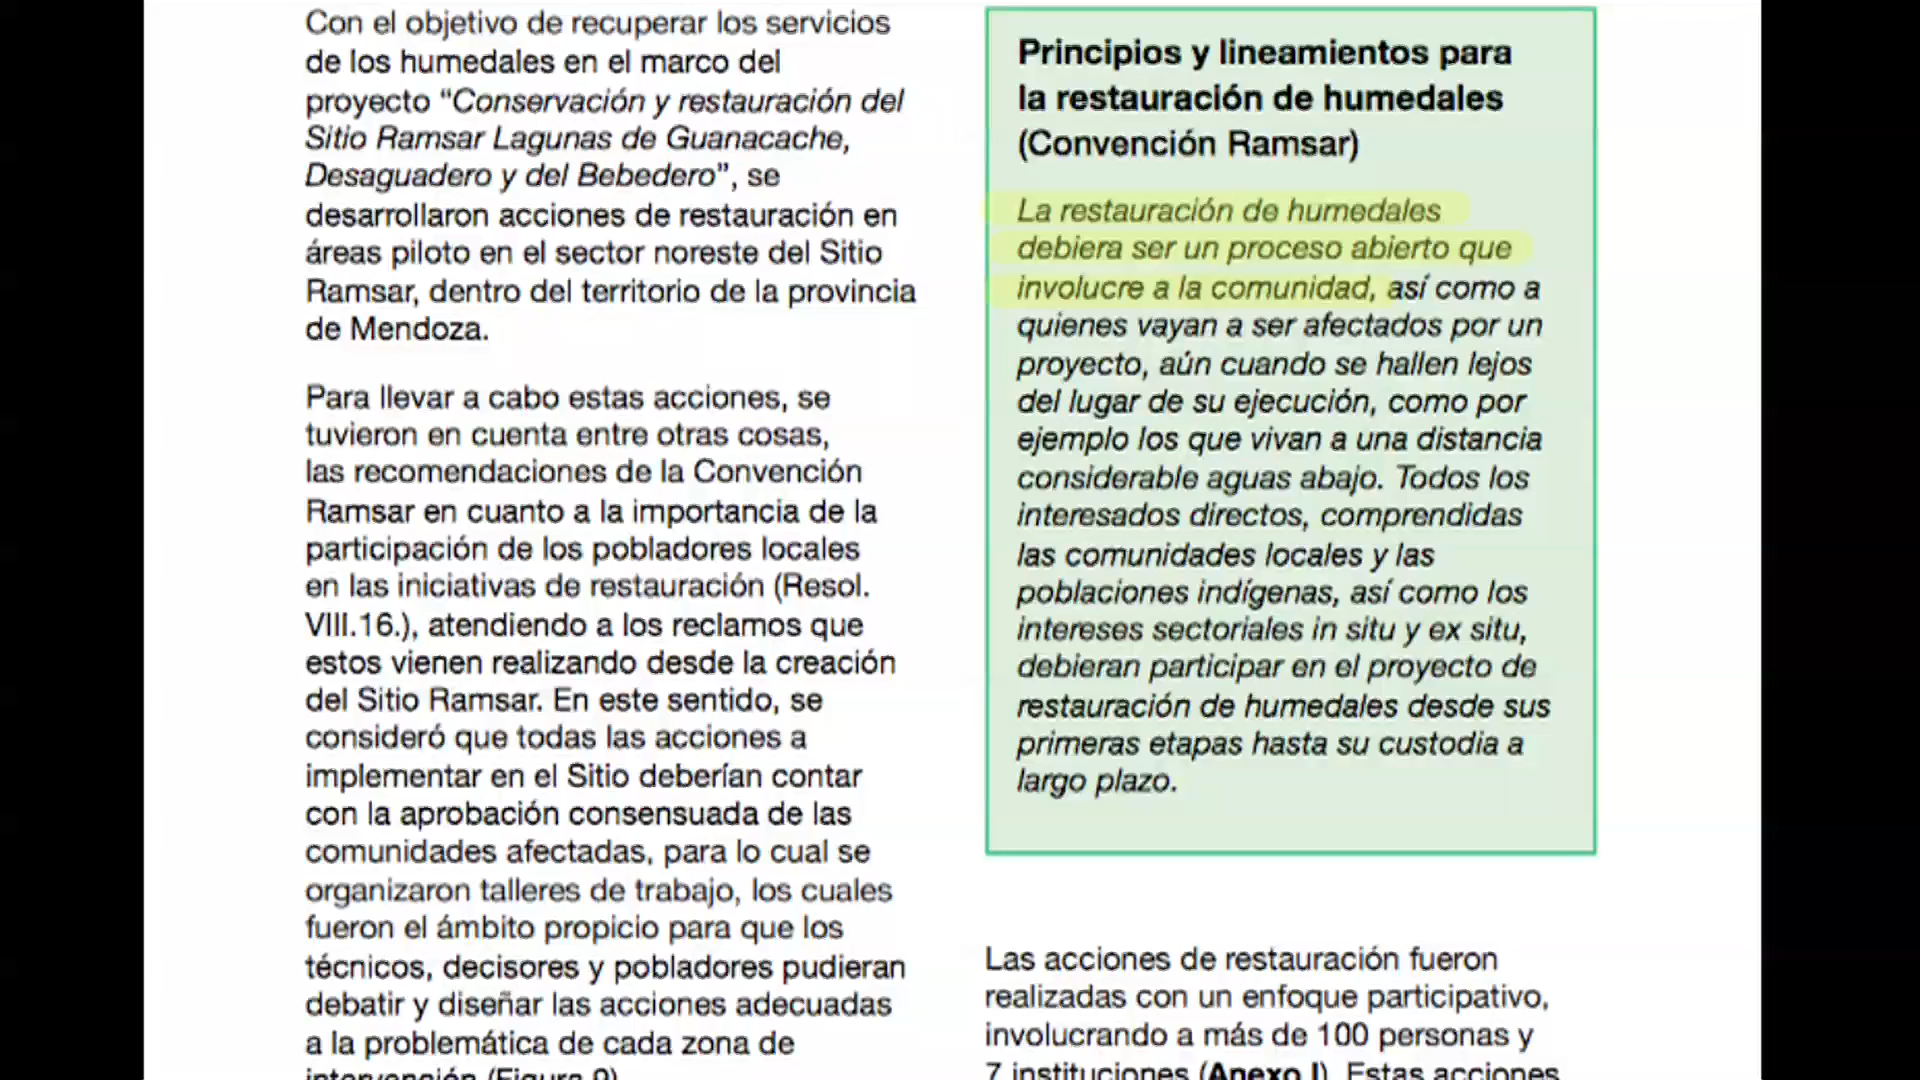 Con el objetivo de recuperar los servicios
de los humedales en el marco del
proyecto “Conservación y restauración del
Sitio Ramsar Lagunas de Guanacache,
Desaguadero y del Bebedero”, se
desarrollaron acciones de restauración en
áreas piloto en el sector noreste del Sitio
Ramsar, dentro del territorio de la provincia
de Mendoza.
Para llevar a cabo estas acciones, se
tuvieron en cuenta entre otras cosas,
las recomendaciones de la Convención
Ramsar en cuanto a la importancia de la
participación de los pobladores locales
en las iniciativas de restauración (Resol.
VIII.16.), atendiendo a los reclamos que
estos vienen realizando desde la creación
del Sitio Ramsar. En este sentido, se
consideró que todas las acciones a
implementar en el Sitio deberían contar
con la aprobación consensuada de las
comunidades afectadas, para lo cual se
organizaron talleres de trabajo, los cuales
fueron el ámbito propicio para que los
técnicos, decisores y pobladores pudieran
debatir y diseñar las acciones adecuadas
a la problemática de cada zona de
intervención (Figura 9)
Principios y lineamientos para
la restauración de humedales
(Convención Ramsar)
La restauración de humedales
debiera ser un proceso abierto que
involucre a la comunidad, así como a
quienes vayan a ser afectados por un
proyecto, aún cuando se hallen lejos
del lugar de su ejecución, como por
ejemplo los que vivan a una distancia
considerable aguas abajo. Todos los
interesados directos, comprendidas
las comunidades locales y las
poblaciones indígenas, así como los
intereses sectoriales in situ y ex situ,
debieran participar en el proyecto de
restauración de humedales desde sus
primeras etapas hasta su custodia a
largo plazo.
Las acciones de restauración fueron
realizadas con un enfoque participativo,
involucrando a más de 100 personas y
7 instituciones (Anexo I). Estas acciones